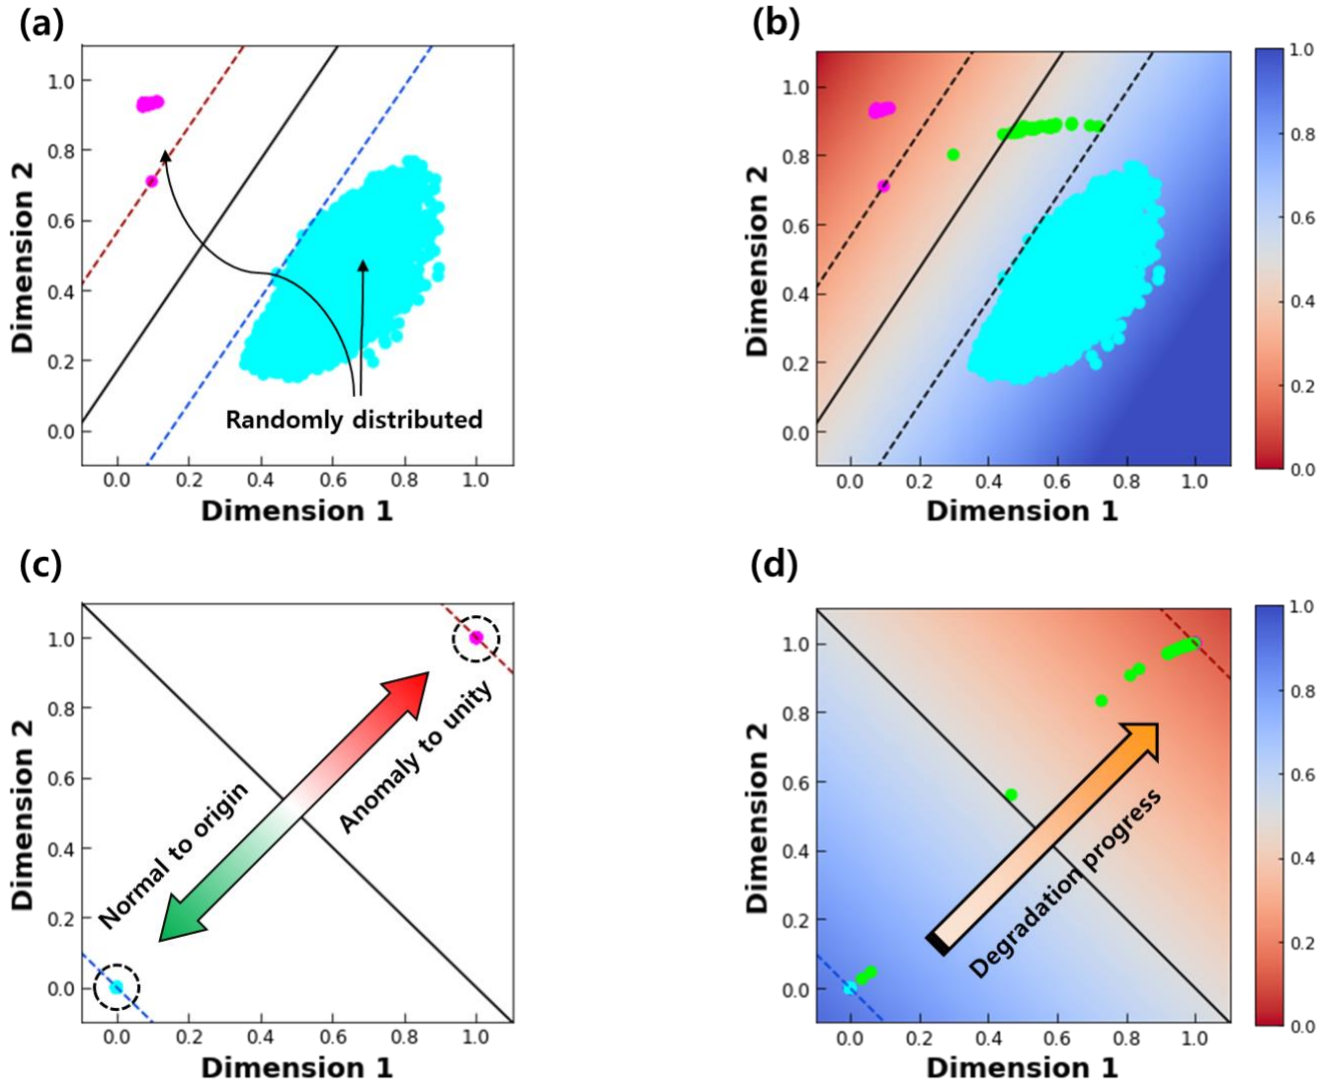 (a)
1.0
0.8
0.6
0.4
0.2
0.0
Dimension 2
Randomly distributed
0.0 0.2 0.4 0.6 0.8 1.0
Dimension 1
(b)
1.0
0.8
0.6
0.4
0.2
0.0
Dimension 2
0.0 0.2 0.4 0.6 0.8 1.0
Dimension 1
1.0
0.8
0.6
0.4
0.2
0.0
(c)
1.0
0.8
0.6
0.4
0.2
0.0
Dimension 2
Normal to origin
Anomaly to unity
0.0 0.2 0.4 0.6 0.8 1.0
Dimension 1
(d)
1.0
0.8
0.6
0.4
0.2
0.0
Dimension 2
Degradation progress
0.0 0.2 0.4 0.6 0.8 1.0
Dimension 1
1.0
0.8
0.6
0.4
0.2
0.0